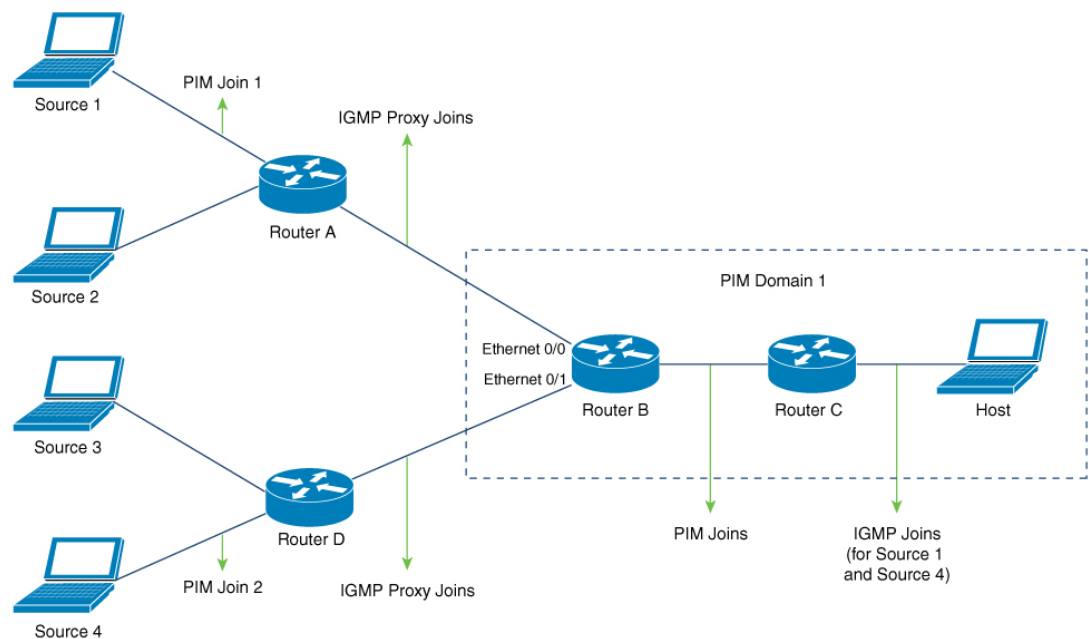 Source 1
PIM Join 1
IGMP Proxy Joins
Router A
Source 2
PIM Domain 1
Ethernet 0/0
Ethernet 0/1
Router B
Router C
Host
Source 3
Router D
PIM Join 2
IGMP Proxy Joins
PIM Joins
IGMP Joins
(for Source 1
and Source 4)
Source 4